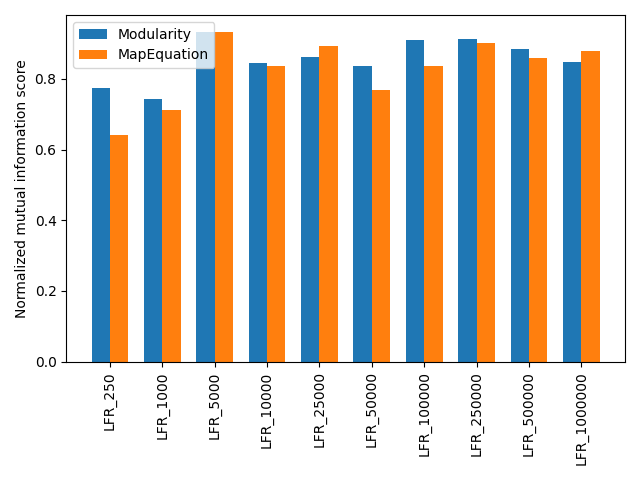 Modularity
MapEquation
Normalized mutual information score
0.8
0.6
0.4
0.2
0.0
LFR_250
LFR_1000
LFR_5000
LFR_10000
LFR_25000
LFR_50000
LFR_100000
LFR_250000
LFR_500000
LFR_1000000